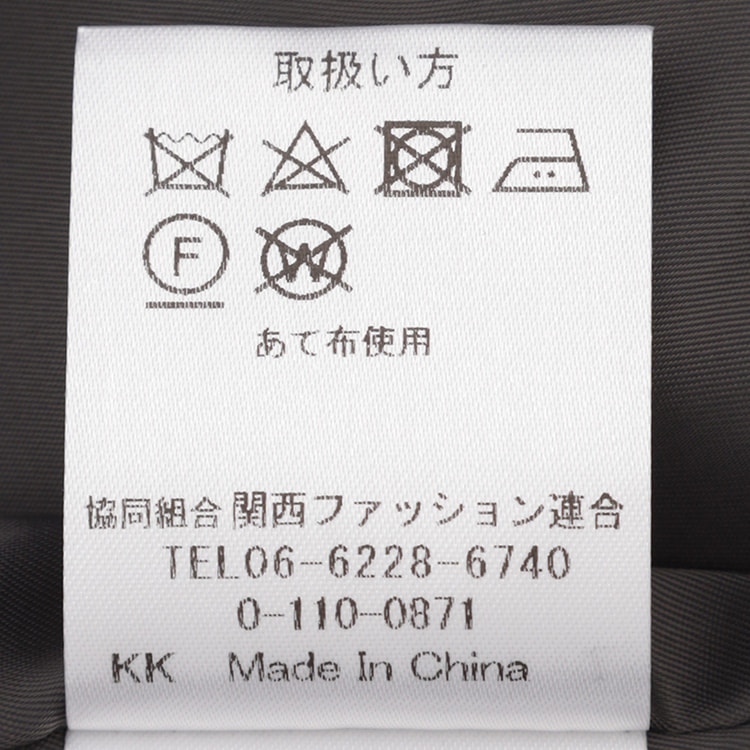 取扱い方
F W
あて布使用
協同組合 関西ファッション連合
TEL06-6228-6740
0-110-0871
KK Made In China